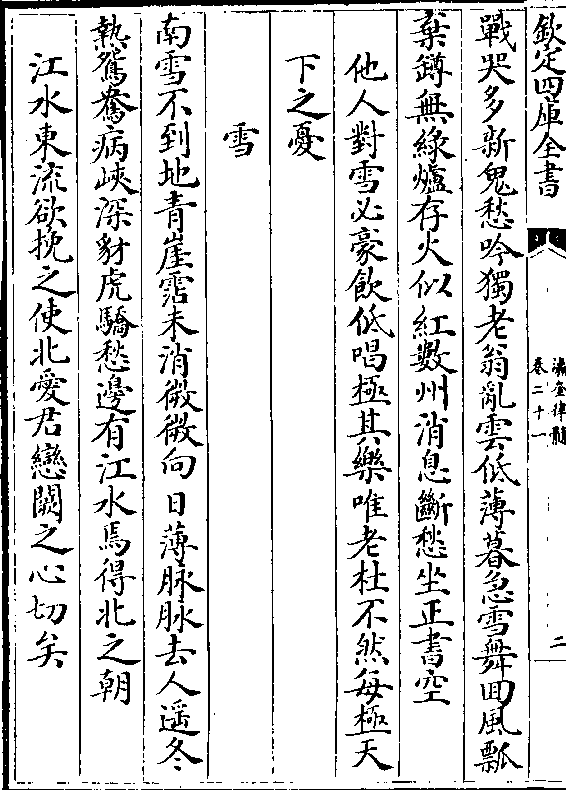 欽定四庫全書
瀛奎律髓
卷二十一
二
戰哭多新鬼愁吟獨老翁亂雲低薄暮急雪舞回風瓢
棄罇無綠爐存火似紅數州消息斷愁坐正書空
他人對雪必豪飲低唱極其樂唯老杜不然每極天
下之憂
雪
南雪不到地青崖霑未消微微向日薄脉脉去人遥冬
執鴛鴦病峽深豺虎驕愁邊有江水焉得北之朝
江水東流欲挽之使北愛君戀闕之心切矣